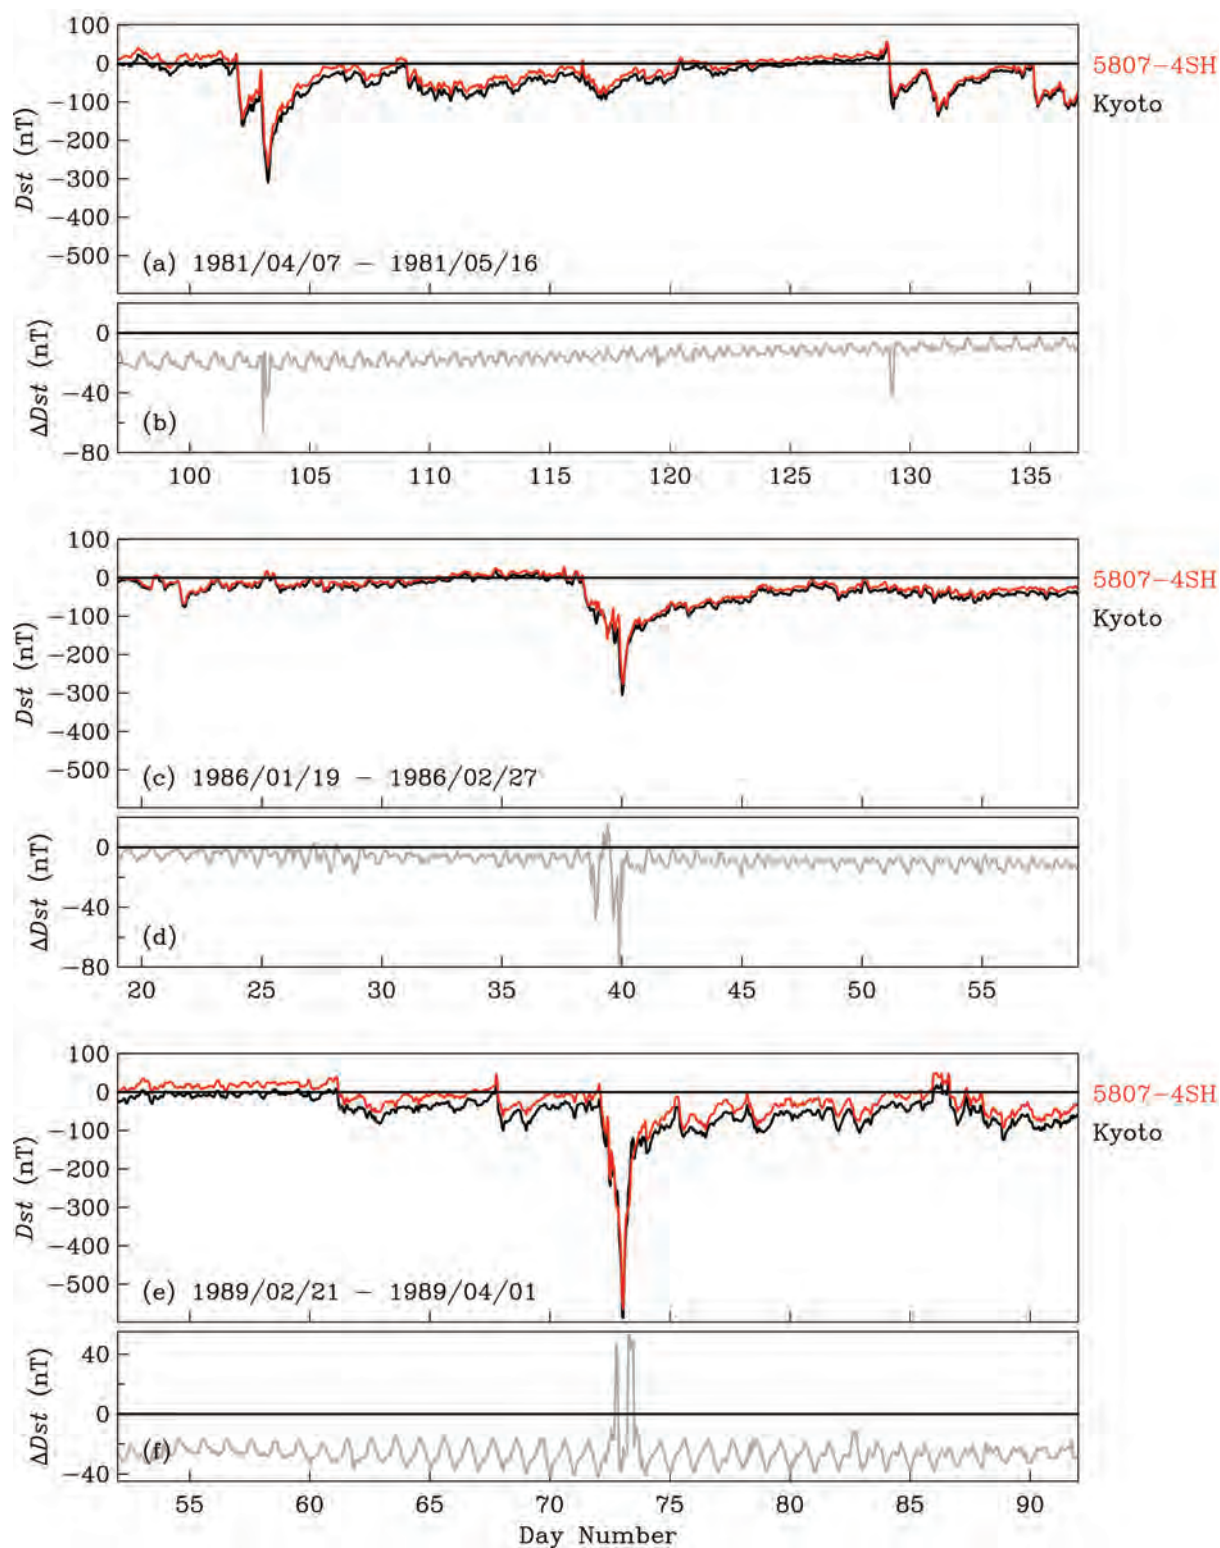 100
0
−100
−200
−300
−400
−500
Dst (nT)
5807−4SH
Kyoto
(a) 1981/04/07 − 1981/05/16
0
−40
−80
ΔDst (nT)
(b)
100 105 110 115 120 125 130 135
100
0
−100
−200
−300
−400
−500
Dst (nT)
5807−4SH
Kyoto
(c) 1986/01/19 − 1986/02/27
0
−40
−80
ΔDst (nT)
(d)
20 25 30 35 40 45 50 55
100
0
−100
−200
−300
−400
−500
Dst (nT)
5807−4SH
Kyoto
(e) 1989/02/21 − 1989/04/01
40
0
−40
ΔDst (nT)
(f)
55 60 65 70 75 80 85 90
Day Number